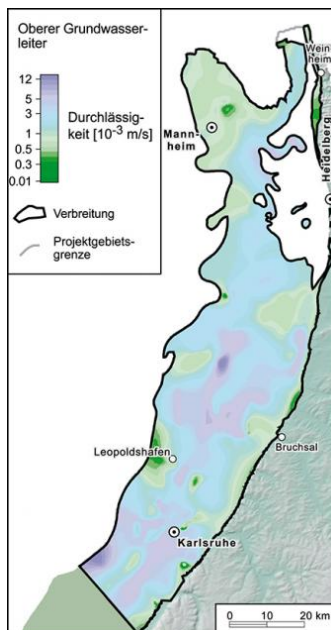 Oberer Grundwasser-
leiter
12
5
3
1
0.5
0.3
0.01
Durchlässig-
keit [10⁻³ m/s]
Verbreitung
Projektgebiets-
grenze
Wein-
heim
Mann-
heim
Heidelberg
Leopoldshafen
Bruchsal
Karlsruhe
0 10 20 km